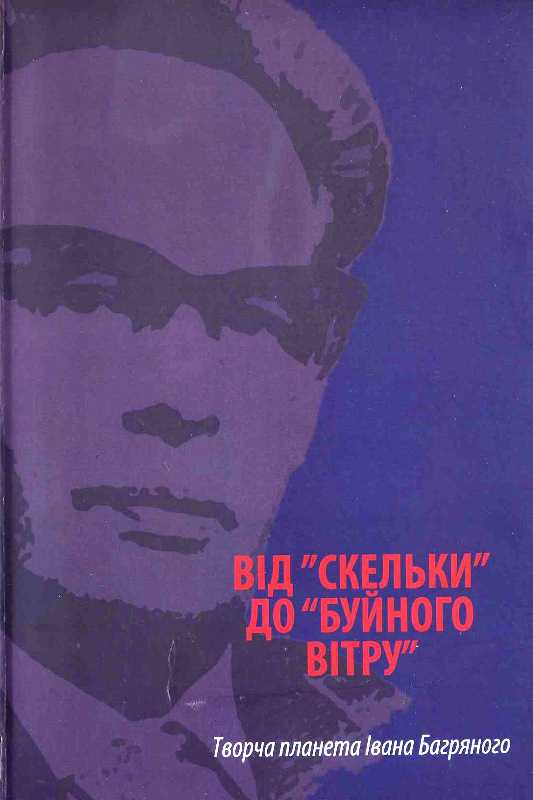 ВІД "СКЕЛЬКИ"
ДО "БУЙНОГО
ВІТРУ"
Творча планета Івана Багряного